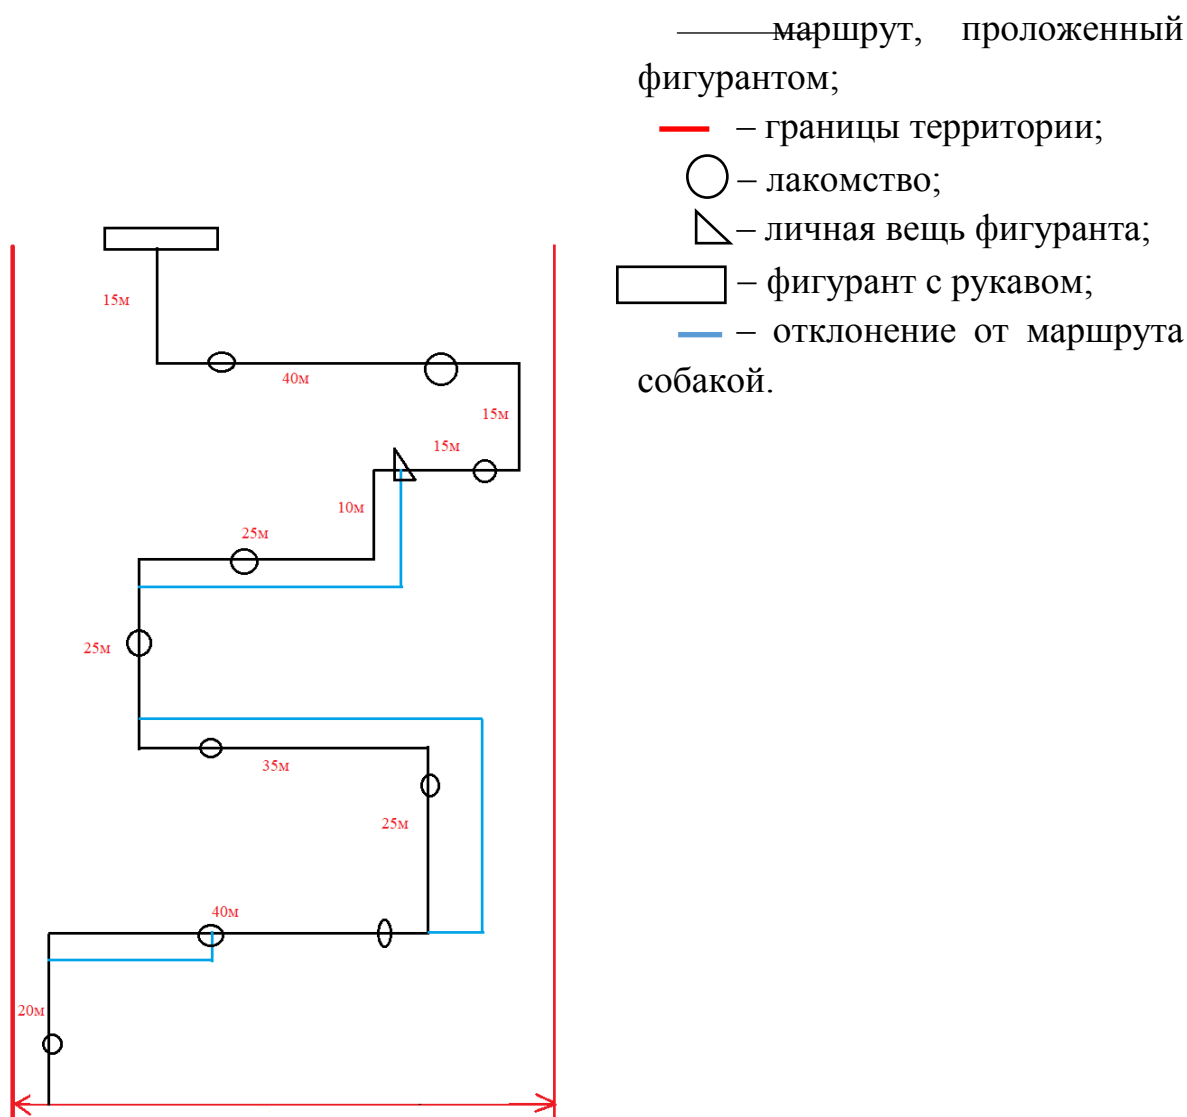 маршрут, проложенный
фигурантом;
– границы территории;
– лакомство;
– личная вещь фигуранта;
– фигурант с рукавом;
– отклонение от маршрута
собакой.
15м
40м
15м
15м
10м
25м
25м
35м
25м
40м
20м